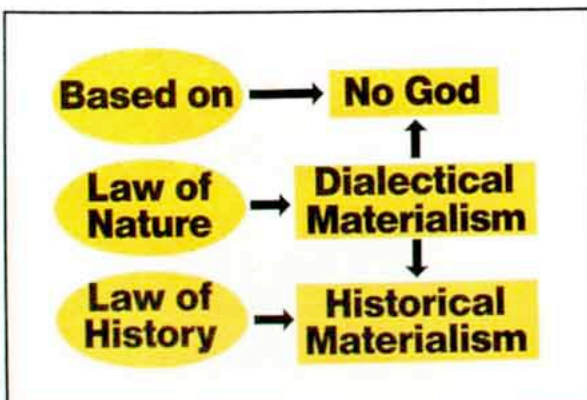 Based on
No God
Law of
Nature
Dialectical
Materialism
Law of
History
Historical
Materialism